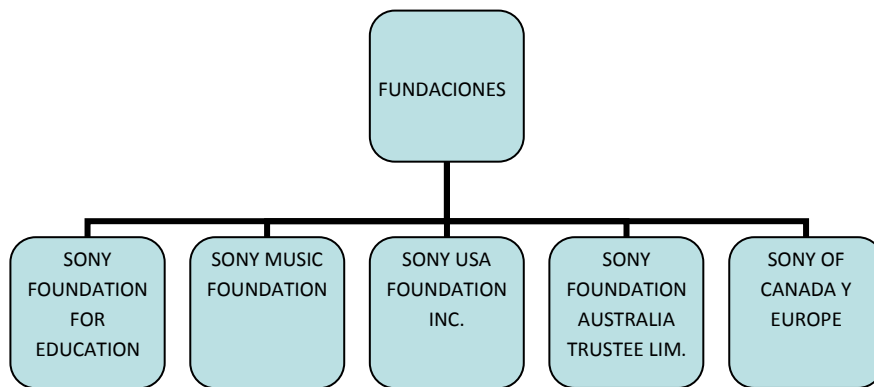 FUNDACIONES
SONY
FOUNDATION
FOR
EDUCATION
SONY MUSIC
FOUNDATION
SONY USA
FOUNDATION
INC.
SONY
FOUNDATION
AUSTRALIA
TRUSTEE LIM.
SONY OF
CANADA Y
EUROPE